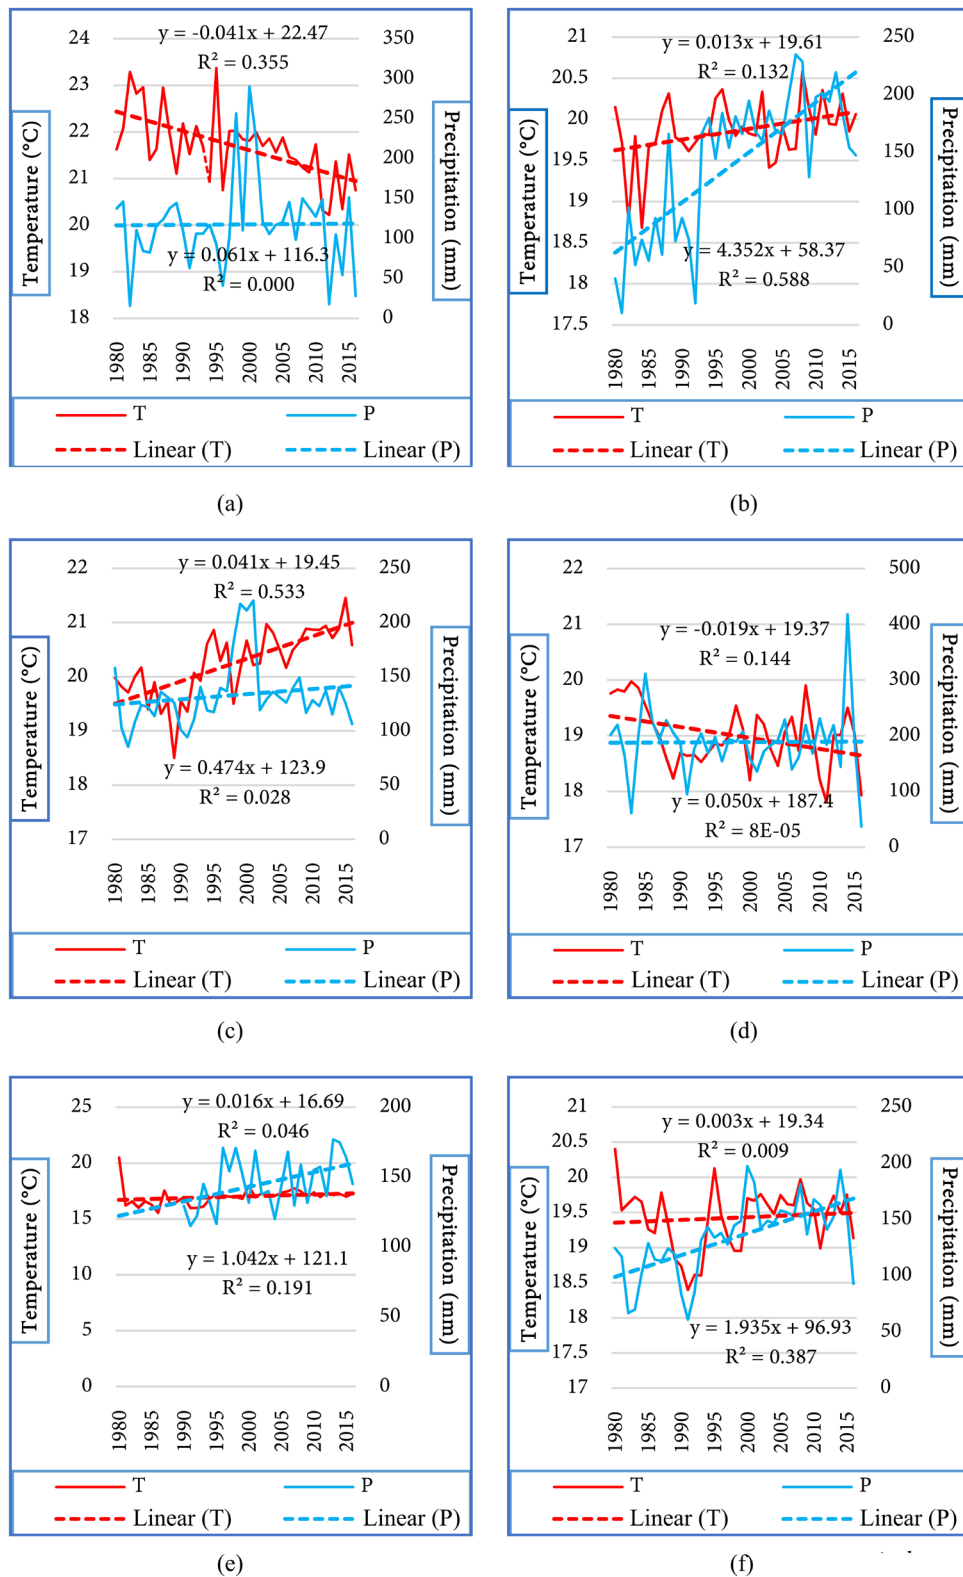 y = -0.041x + 22.47
R² = 0.355
24
23
22
21
20
19
18
350
300
250
200
150
100
50
0
Temperature (°C)
Precipitation (mm)
y = 0.061x + 116.3
R² = 0.000
1980
1985
1990
1995
2000
2005
2010
2015
T
P
Linear (T)
Linear (P)
(a)
y = 0.013x + 19.61
R² = 0.132
21
20.5
20
19.5
19
18.5
18
17.5
250
200
150
100
50
0
Temperature (°C)
Precipitation (mm)
y = 4.352x + 58.37
R² = 0.588
1980
1985
1990
1995
2000
2005
2010
2015
T
P
Linear (T)
Linear (P)
(b)
y = 0.041x + 19.45
R² = 0.533
22
21
20
19
18
17
250
200
150
100
50
0
Temperature (°C)
Precipitation (mm)
y = 0.474x + 123.9
R² = 0.028
1980
1985
1990
1995
2000
2005
2010
2015
T
P
Linear (T)
Linear (P)
(c)
22
21
20
19
18
17
500
400
300
200
100
0
Temperature (°C)
Precipitation (mm)
y = -0.019x + 19.37
R² = 0.144
y = 0.050x + 187.4
R² = 8E-05
1980
1985
1990
1995
2000
2005
2010
2015
T
P
Linear (T)
Linear (P)
(d)
y = 0.016x + 16.69
R² = 0.046
25
20
15
10
5
0
200
150
100
50
0
Temperature (°C)
Precipitation (mm)
y = 1.042x + 121.1
R² = 0.191
1980
1985
1990
1995
2000
2005
2010
2015
T
P
Linear (T)
Linear (P)
(e)
y = 0.003x + 19.34
R² = 0.009
21
20.5
20
19.5
19
18.5
18
17.5
17
250
200
150
100
50
0
Temperature (°C)
Precipitation (mm)
y = 1.935x + 96.93
R² = 0.387
1980
1985
1990
1995
2000
2005
2010
2015
T
P
Linear (T)
Linear (P)
(f)